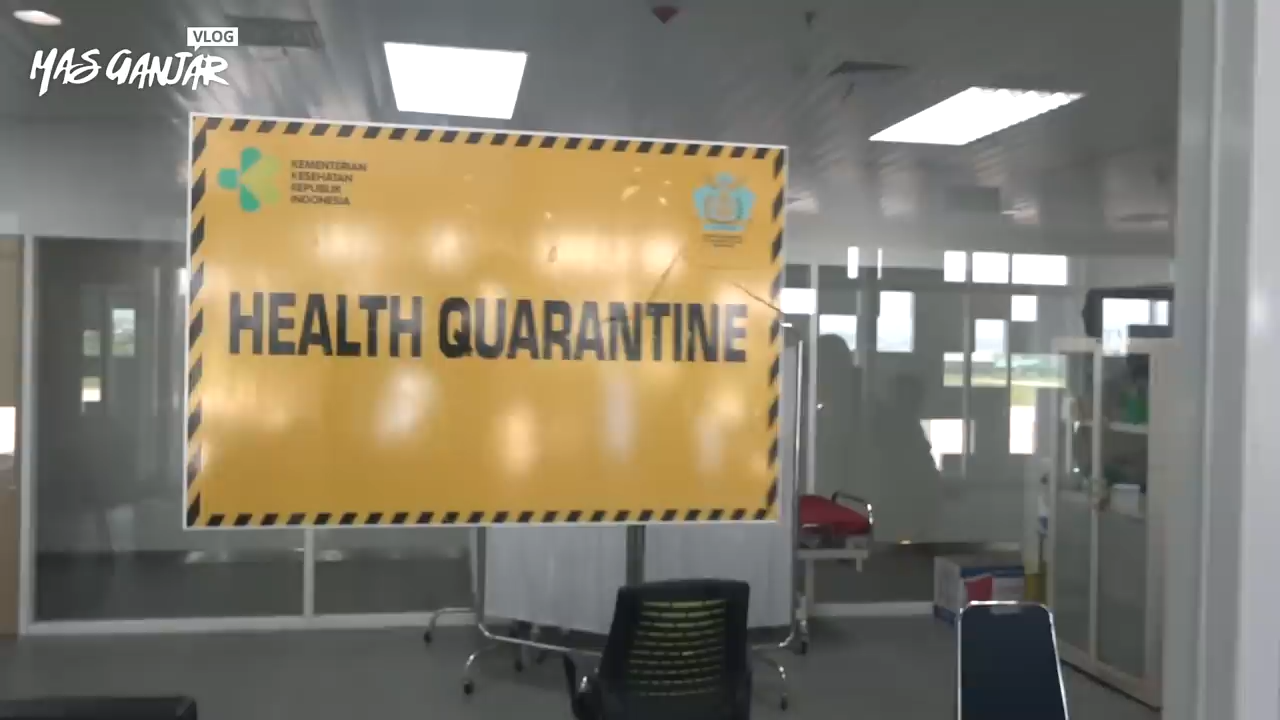 VLOG
MAS GANJAR
KEMENTERIAN
KESEHATAN
REPUBLIK
INDONESIA
HEALTH QUARANTINE